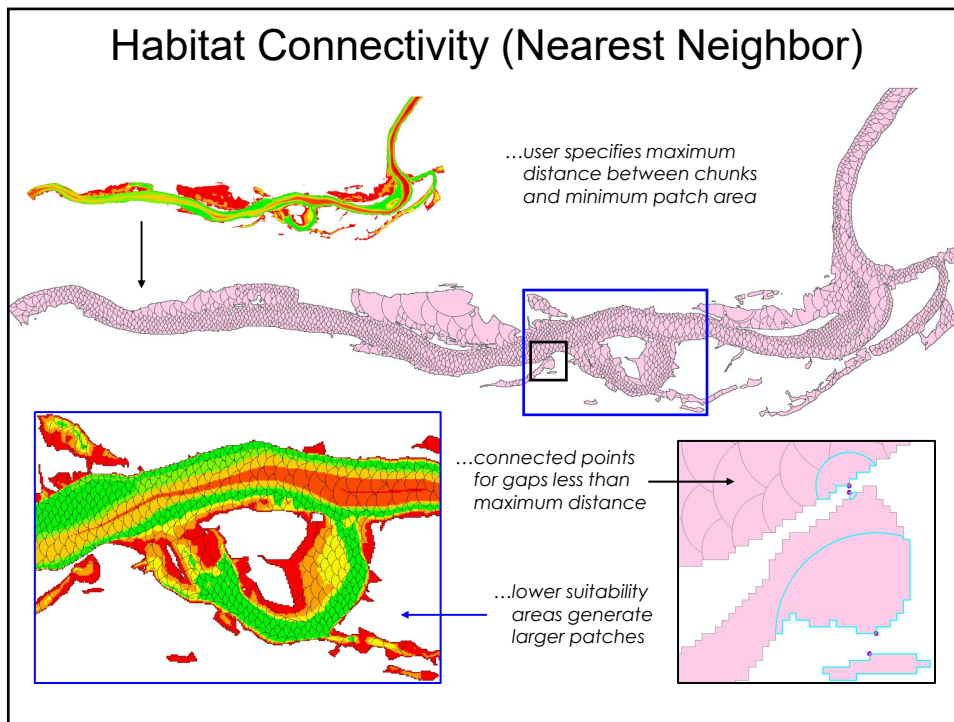 Habitat Connectivity (Nearest Neighbor)
...user specifies maximum
distance between chunks
and minimum patch area
...connected points
for gaps less than
maximum distance
...lower suitability
areas generate
larger patches